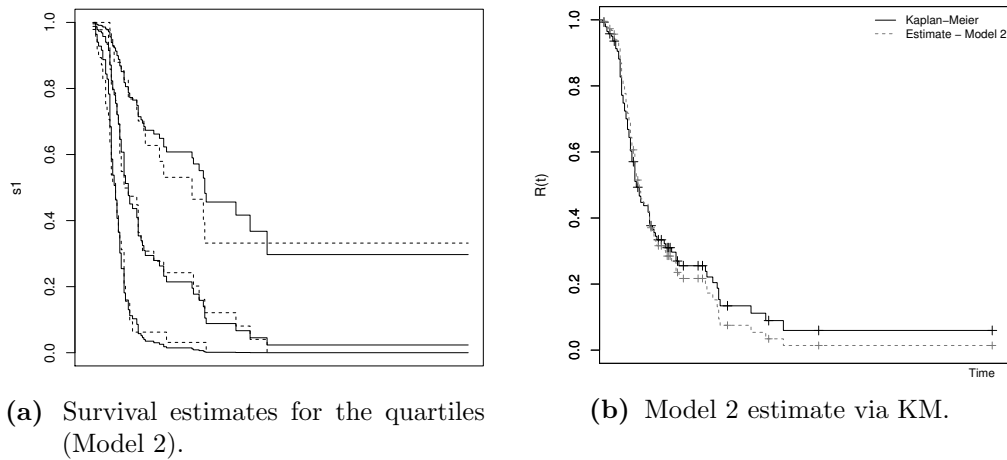 1.0
0.8
0.6
0.4
0.2
0.0
s1
1.0
0.8
0.6
0.4
0.2
0.0
R(t)
Kaplan−Meier
Estimate − Model 2
Time
(a) Survival estimates for the quartiles
(Model 2).
(b) Model 2 estimate via KM.